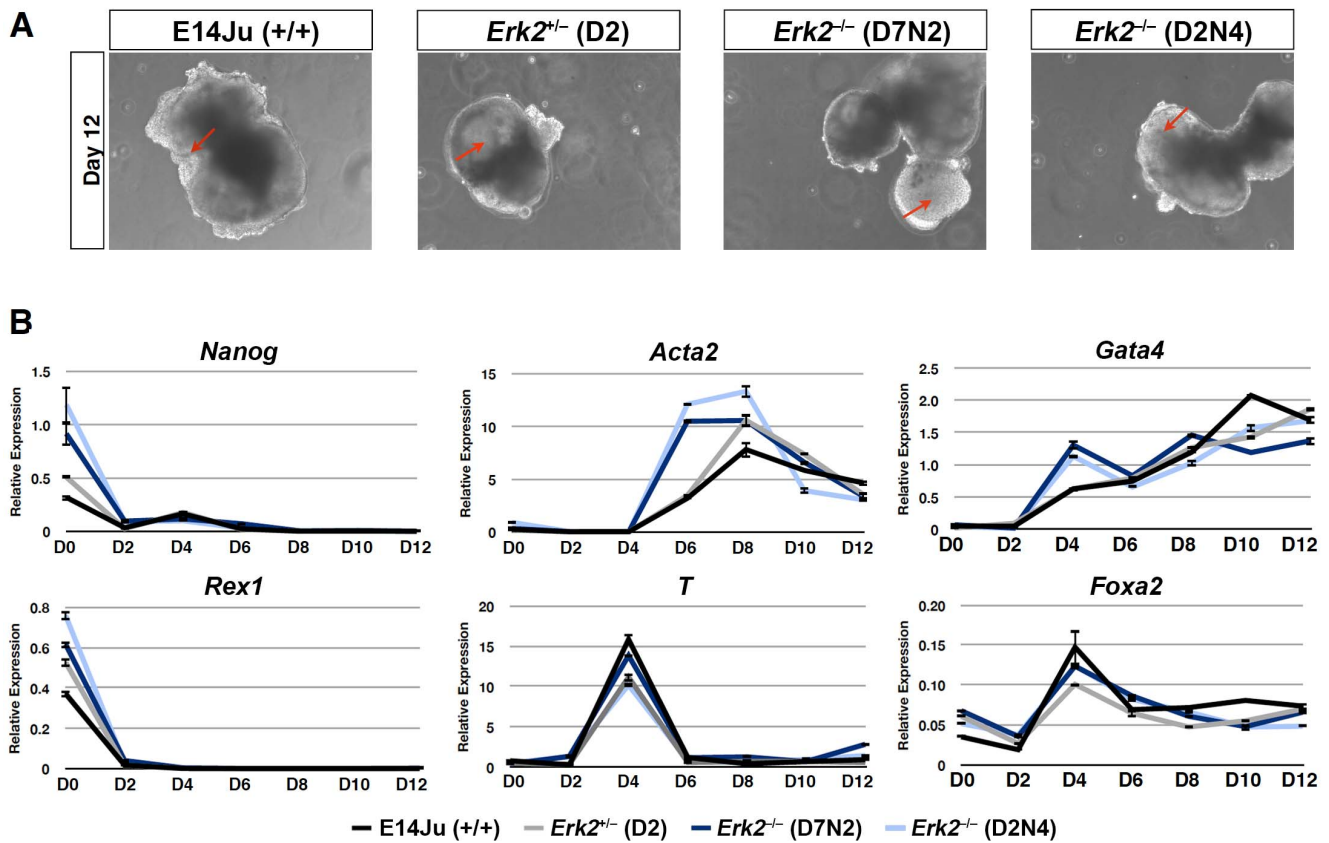 A
E14Ju (+/+)
Erk2+/– (D2)
Erk2–/– (D7N2)
Erk2–/– (D2N4)
Day 12
B
Nanog
Relative Expression
1.5
1.0
0.5
0
D0 D2 D4 D6 D8 D10 D12
Acta2
Relative Expression
15
10
5
0
D0 D2 D4 D6 D8 D10 D12
Gata4
Relative Expression
2.5
2.0
1.5
1.0
0.5
0
D0 D2 D4 D6 D8 D10 D12
Rex1
Relative Expression
0.8
0.6
0.4
0.2
0
D0 D2 D4 D6 D8 D10 D12
T
Relative Expression
20
15
10
5
0
D0 D2 D4 D6 D8 D10 D12
Foxa2
Relative Expression
0.20
0.15
0.10
0.05
0
D0 D2 D4 D6 D8 D10 D12
E14Ju (+/+) Erk2+/– (D2) Erk2–/– (D7N2) Erk2–/– (D2N4)